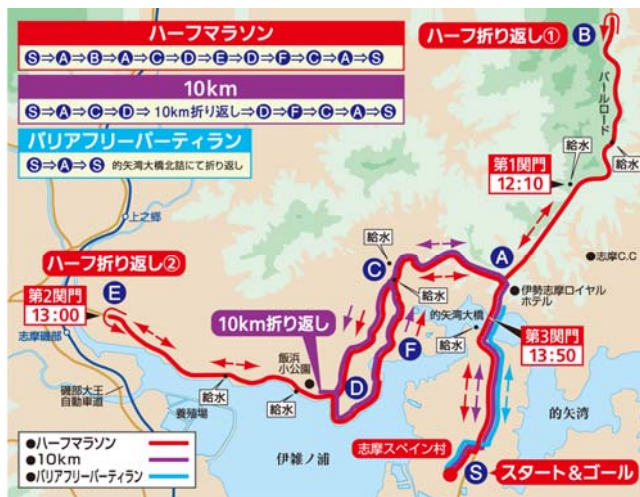 ハーフマラソン
S⇒A⇒B⇒A⇒C⇒D⇒E⇒D⇒F⇒C⇒A⇒S
10km
S⇒A⇒C⇒D⇒10km折り返し⇒D⇒F⇒C⇒A⇒S
バリアフリーパーティラン
S⇒A⇒S 的矢湾大橋北詰にて折り返し
ハーフ折り返し①
B
パールロード
給水
給水
第1関門
12:10
上之郷
給水
A
志摩C.C
ハーフ折り返し②
C
伊勢志摩ロイヤル
ホテル
第2関門
13:00
E
給水
的矢湾大橋
10km折り返し
第3関門
13:50
志摩磯部
F
給水
飯浜
小公園
D
磯部大王
自動車道
給水
給水
養殖場
的矢湾
ハーフマラソン
10km
バリアフリーパーティラン
伊雑ノ浦
志摩スペイン村
S
スタート&ゴール